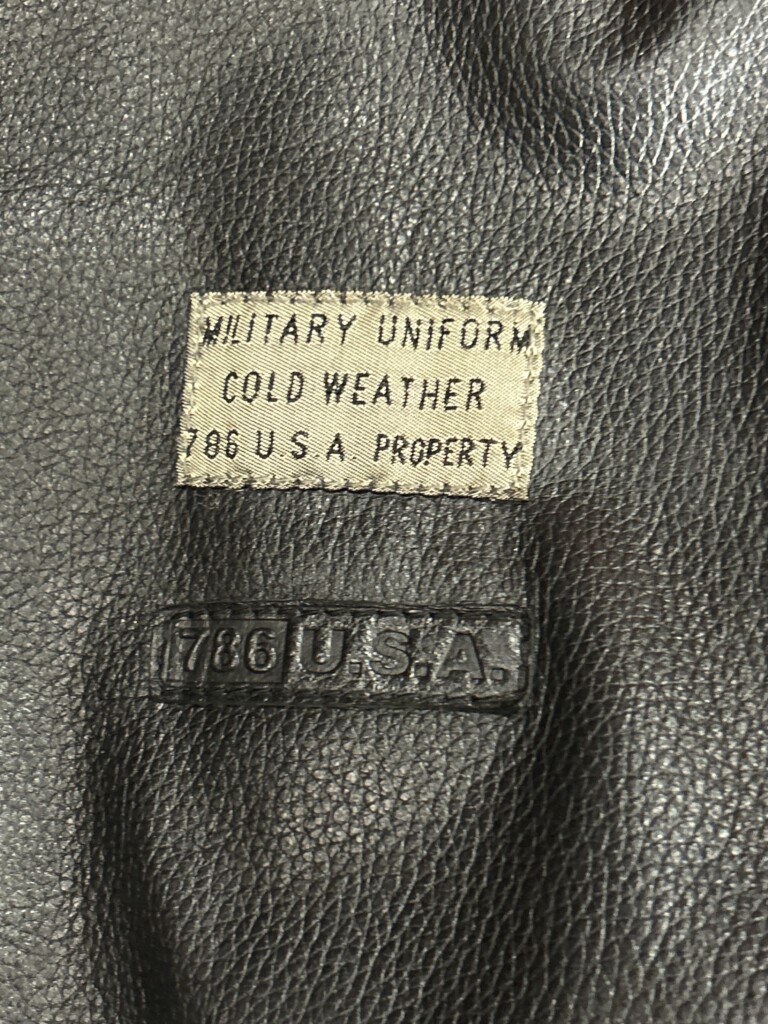 MILITARY UNIFORM
COLD WEATHER
786 U.S.A. PROPERTY
786 U.S.A.